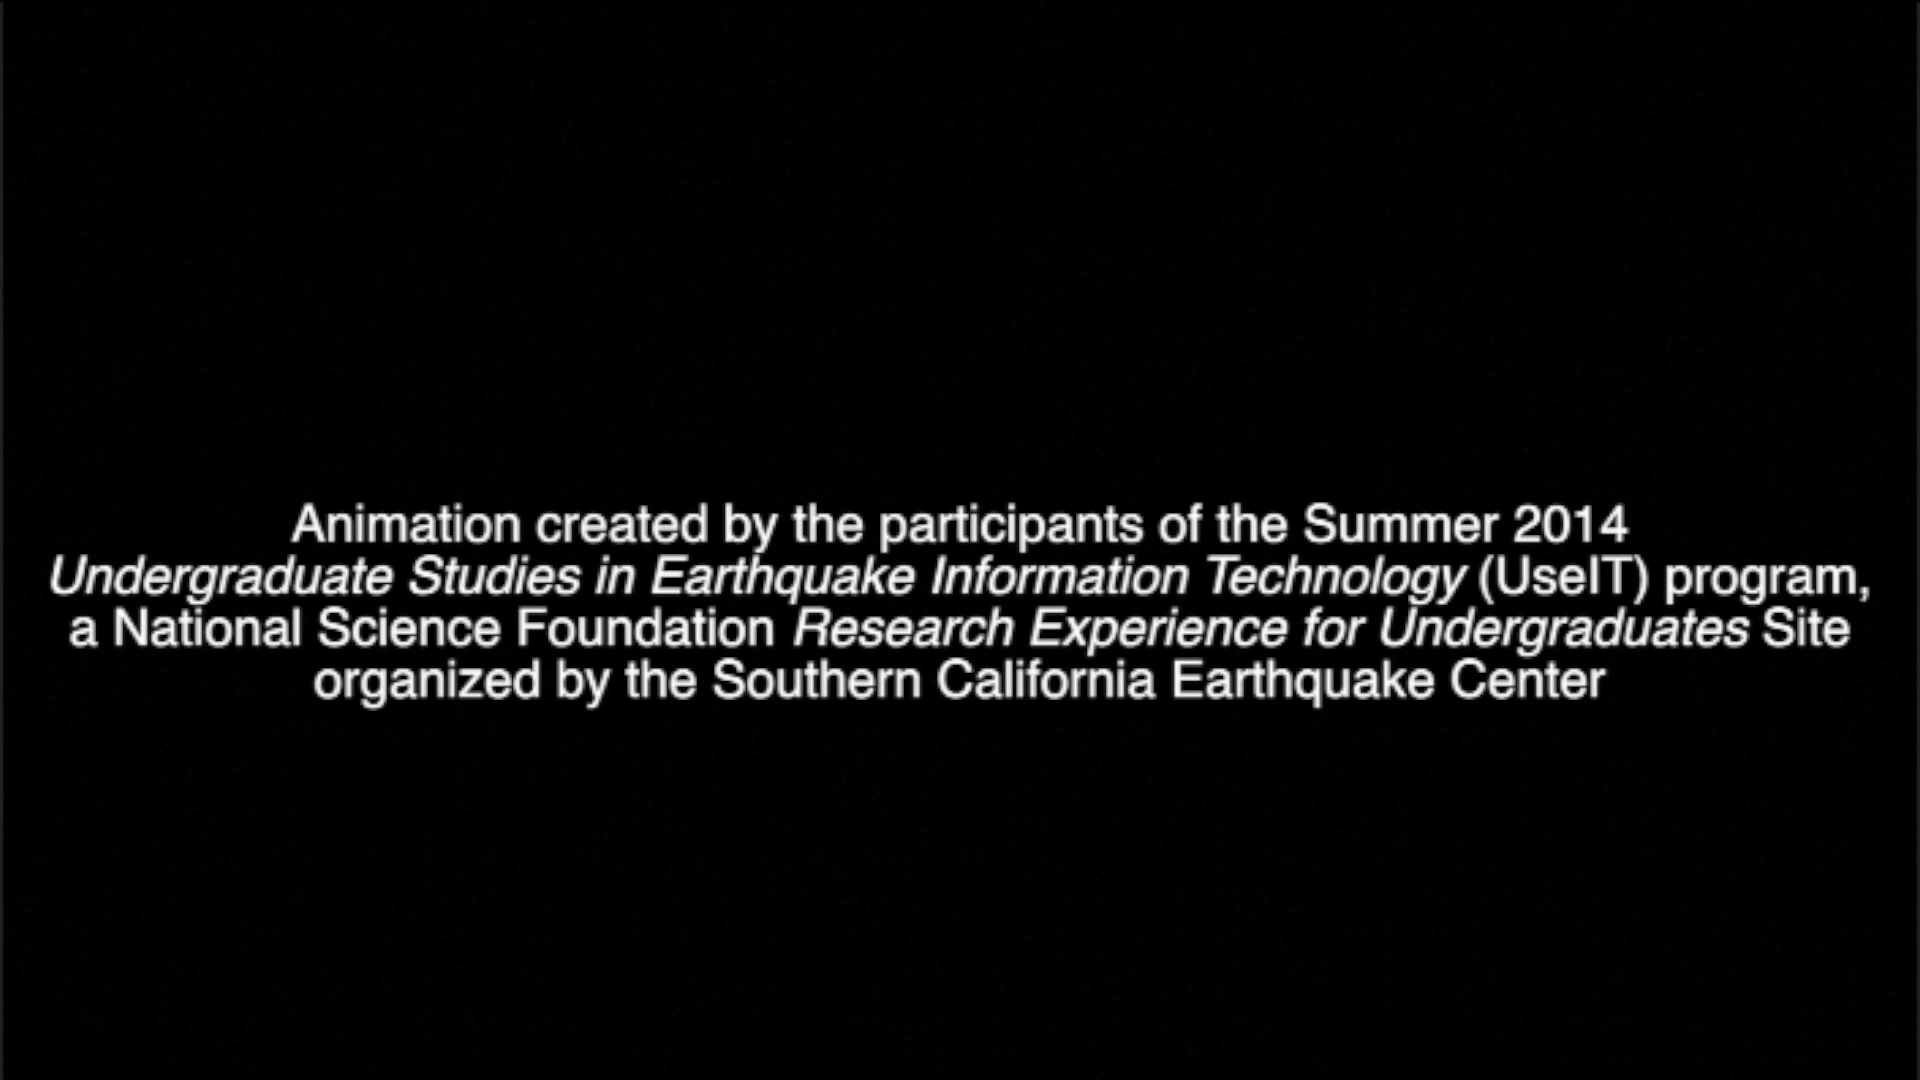 Animation created by the participants of the Summer 2014
Undergraduate Studies in Earthquake Information Technology (UseIT) program,
a National Science Foundation Research Experience for Undergraduates Site
organized by the Southern California Earthquake Center